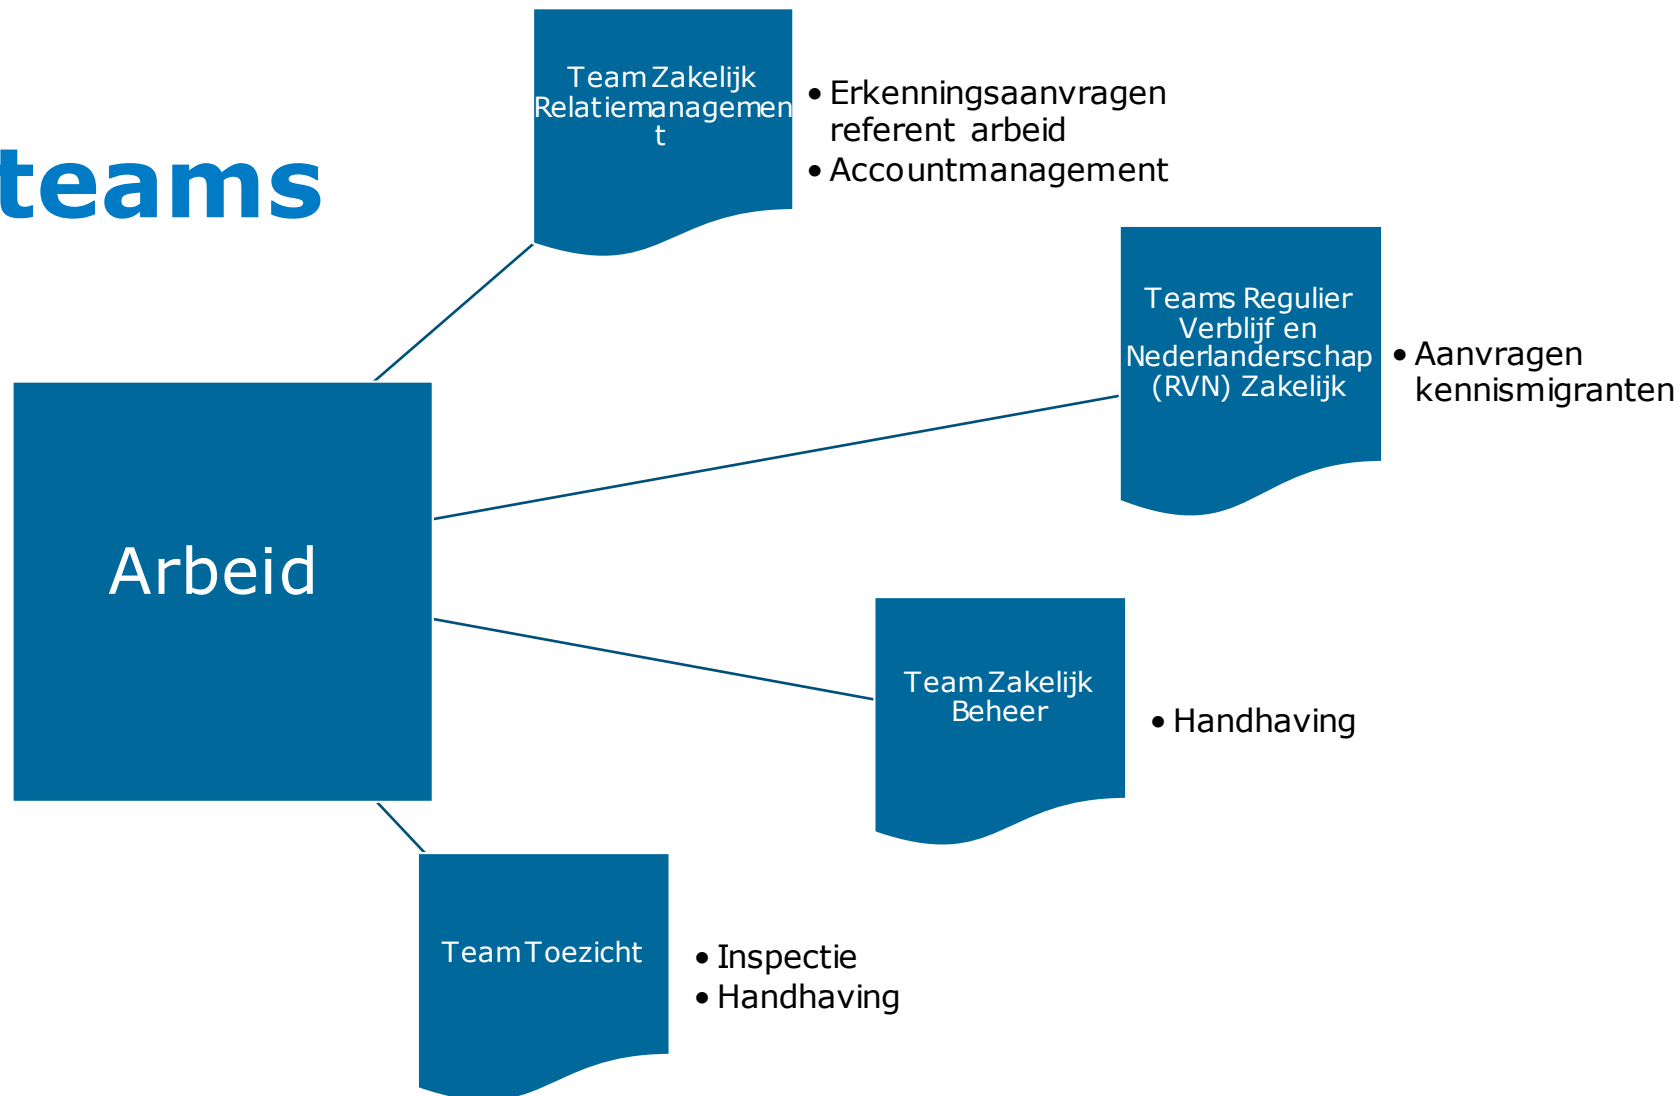 teams
Team Zakelijk
Relatiemanagemen
t
• Erkenningsaanvragen
referent arbeid
• Accountmanagement
Teams Regulier
Verblijf en
Nederlanderschap
(RVN) Zakelijk
• Aanvragen
kennismigranten
Arbeid
Team Zakelijk
Beheer
• Handhaving
Team Toezicht
• Inspectie
• Handhaving